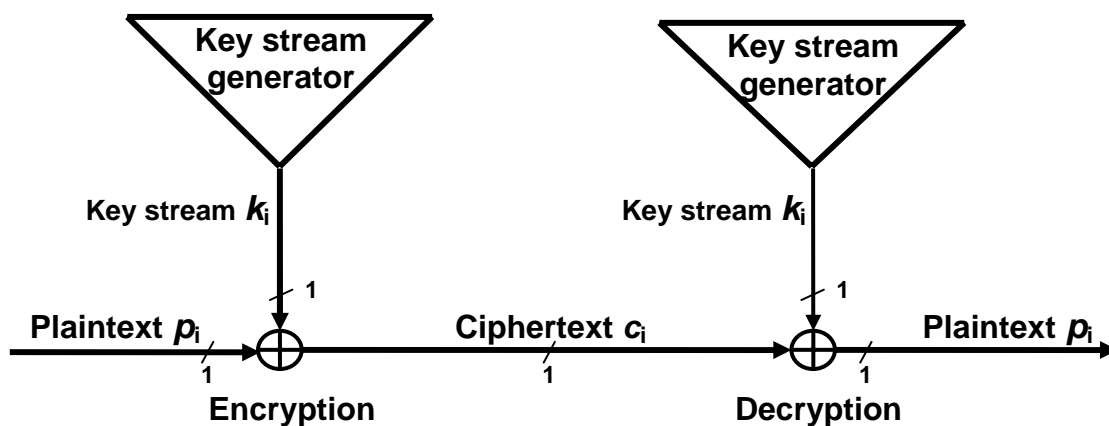 Key stream
generator
Key stream
generator
Key stream ki
Key stream ki
1
1
Plaintext pi
Ciphertext ci
Plaintext pi
1
1
1
Encryption
Decryption